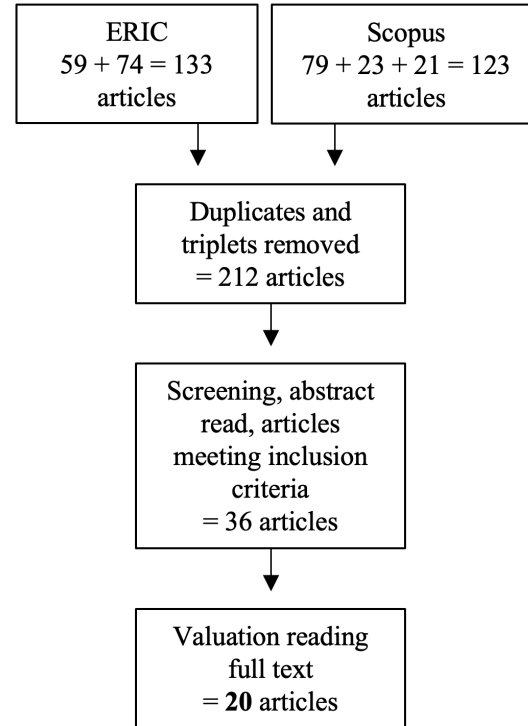 ERIC
59 + 74 = 133
articles
Scopus
79 + 23 + 21 = 123
articles
Duplicates and
triplets removed
= 212 articles
Screening, abstract
read, articles
meeting inclusion
criteria
= 36 articles
Valuation reading
full text
= 20 articles